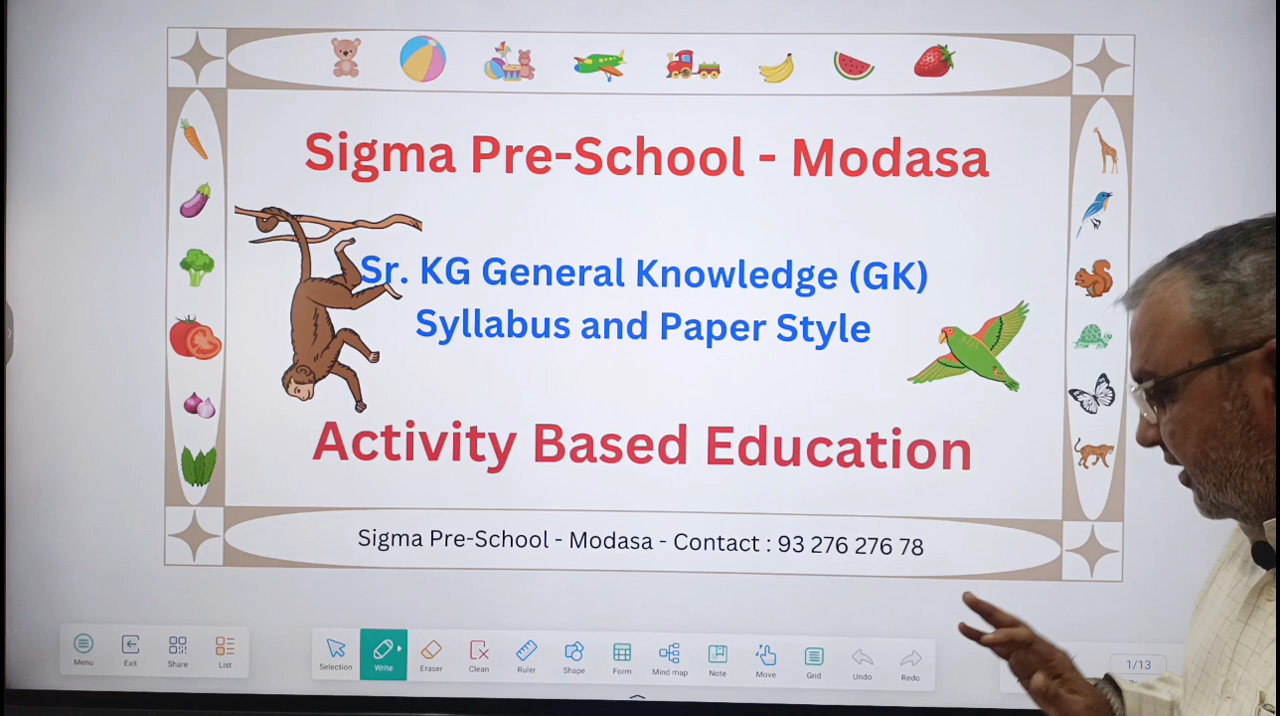 Sigma Pre-School - Modasa
Sr. KG General Knowledge (GK)
Syllabus and Paper Style
Activity Based Education
Sigma Pre-School - Modasa - Contact : 93 276 276 78
Menu
Exit
Share
List
Selection
Write
Eraser
Clean
Ruler
Shape
Form
Mind map
Note
Move
Grid
Undo
Redo
1/13